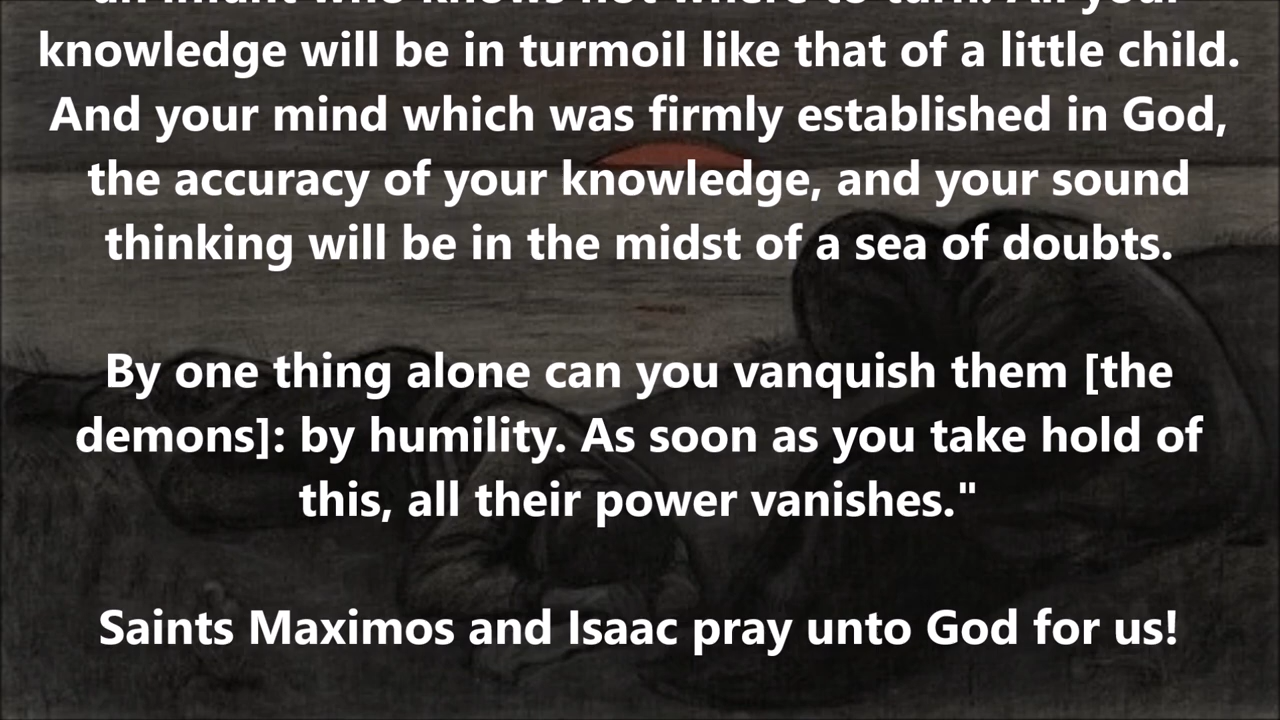 an infant who knows not where to turn. All your
knowledge will be in turmoil like that of a little child.
And your mind which was firmly established in God,
the accuracy of your knowledge, and your sound
thinking will be in the midst of a sea of doubts.
By one thing alone can you vanquish them [the
demons]: by humility. As soon as you take hold of
this, all their power vanishes."
Saints Maximos and Isaac pray unto God for us!